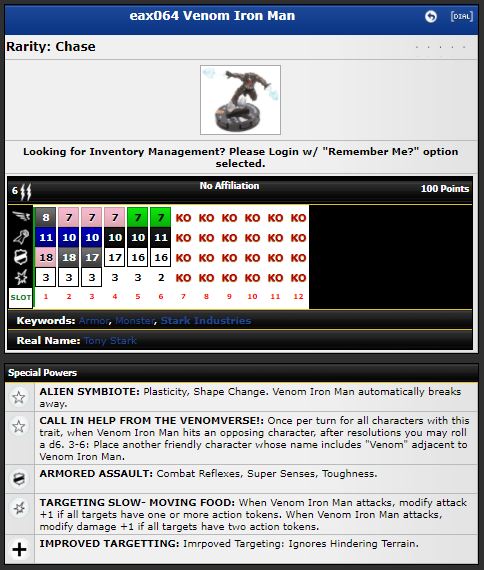 eax064 Venom Iron Man
[DIAL]
Rarity: Chase
Looking for Inventory Management? Please Login w/ "Remember Me?" option
selected.
6 No Affiliation 100 Points
8 7 7 7 7 7 KO KO KO KO KO KO
11 10 10 10 10 11 KO KO KO KO KO KO
18 18 17 17 16 16 KO KO KO KO KO KO
3 3 3 3 3 2 KO KO KO KO KO KO
SLOT 1 2 3 4 5 6 7 8 9 10 11 12
Keywords: Armor, Monster, Stark Industries
Real Name: Tony Stark
Special Powers
ALIEN SYMBIOTE: Plasticity, Shape Change. Venom Iron Man automatically breaks
away.
CALL IN HELP FROM THE VENOMVERSE!: Once per turn for all characters with this
trait, when Venom Iron Man hits an opposing character, after resolutions you may roll
a d6. 3-6: Place another friendly character whose name includes "Venom" adjacent to
Venom Iron Man.
ARMORED ASSAULT: Combat Reflexes, Super Senses, Toughness.
TARGETING SLOW- MOVING FOOD: When Venom Iron Man attacks, modify attack
+1 if all targets have one or more action tokens. When Venom Iron Man attacks,
modify damage +1 if all targets have two action tokens.
IMPROVED TARGETTING: Imrpoved Targeting: Ignores Hindering Terrain.